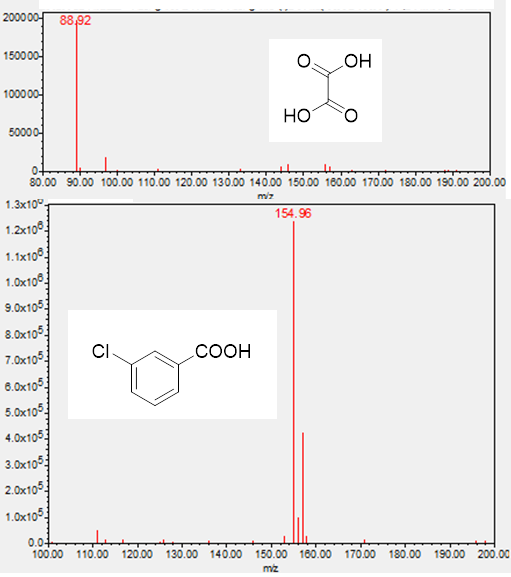 200000
88.92
150000
100000
50000
0
O
OH
HO
O
80.00 90.00 100.00 110.00 120.00 130.00 140.00 150.00 160.00 170.00 180.00 190.00 200.00
m/z
1.3x10⁶
154.96
1.2x10⁶
1.1x10⁶
1.0x10⁶
9.0x10⁵
8.0x10⁵
7.0x10⁵
6.0x10⁵
5.0x10⁵
4.0x10⁵
3.0x10⁵
2.0x10⁵
1.0x10⁵
0.0
Cl
COOH
100.00 110.00 120.00 130.00 140.00 150.00 160.00 170.00 180.00 190.00 200.00
m/z